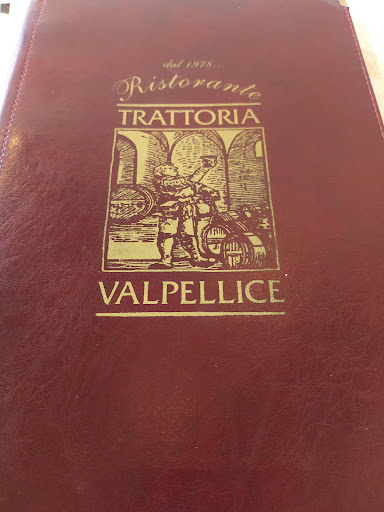 dal 1978...
Ristorante
TRATTORIA
VALPELLICE